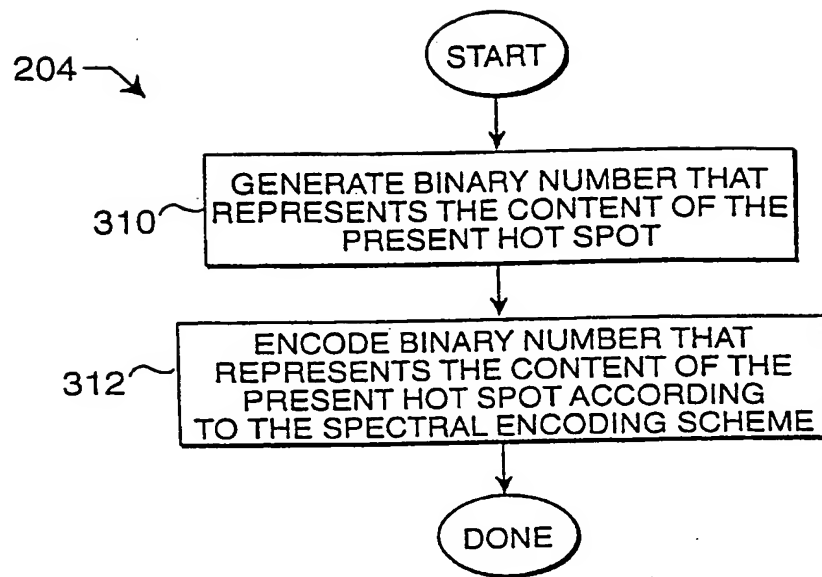 START
204
GENERATE BINARY NUMBER THAT
REPRESENTS THE CONTENT OF THE
PRESENT HOT SPOT
310
ENCODE BINARY NUMBER THAT
REPRESENTS THE CONTENT OF THE
PRESENT HOT SPOT ACCORDING
TO THE SPECTRAL ENCODING SCHEME
312
DONE